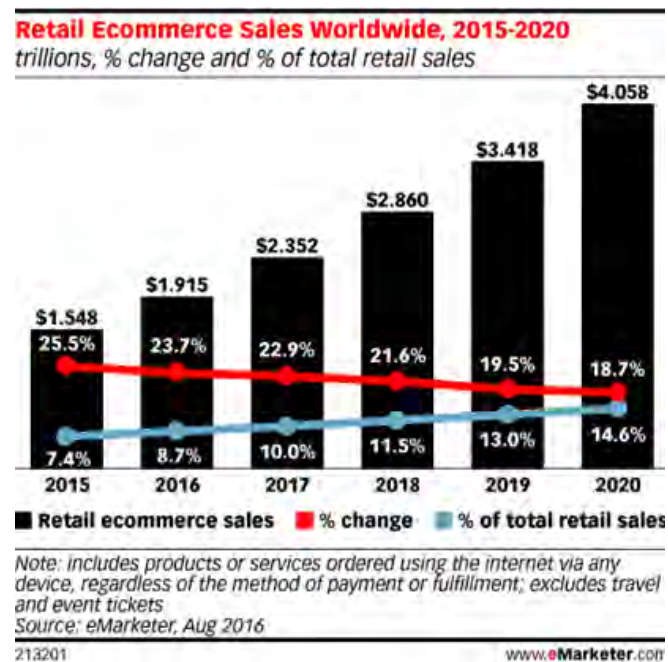 Retail Ecommerce Sales Worldwide, 2015-2020
trillions, % change and % of total retail sales
$4.058
$3.418
$2.860
$2.352
$1.915
$1.548
25.5% 23.7% 22.9% 21.6% 19.5% 18.7%
7.4% 8.7% 10.0% 11.5% 13.0% 14.6%
2015 2016 2017 2018 2019 2020
Retail ecommerce sales % change % of total retail sales
Note: includes products or services ordered using the internet via any
device, regardless of the method of payment or fulfillment; excludes travel
and event tickets
Source: eMarketer, Aug 2016
213201 www.eMarketer.com